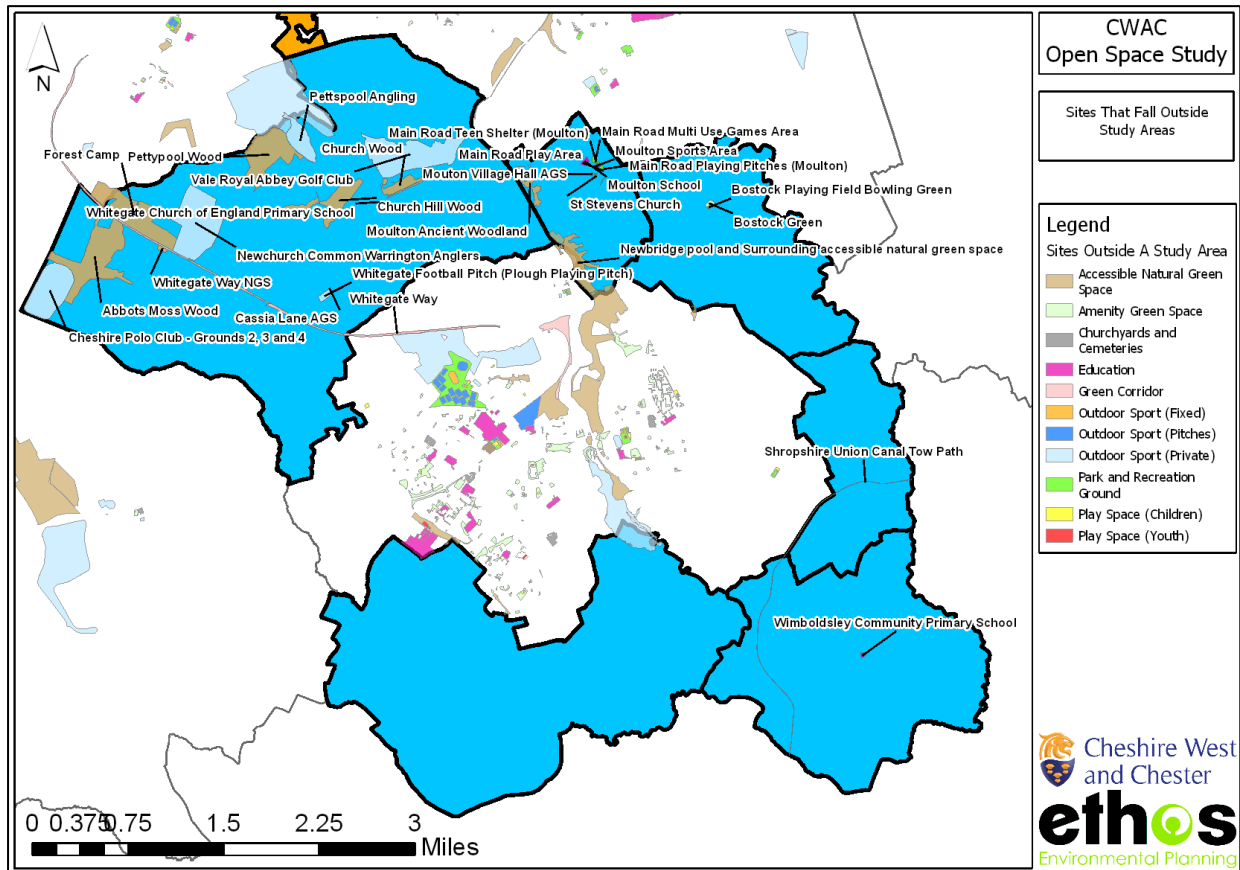 CWAC
Open Space Study
Sites That Fall Outside
Study Areas
Legend
Sites Outside A Study Area
Accessible Natural Green
Space
Amenity Green Space
Churchyards and
Cemeteries
Education
Green Corridor
Outdoor Sport (Fixed)
Outdoor Sport (Pitches)
Outdoor Sport (Private)
Park and Recreation
Ground
Play Space (Children)
Play Space (Youth)
N
Pettspool Angling
Main Road Teen Shelter (Moulton)
Main Road Multi Use Games Area
Church Wood
Moulton Sports Area
Forest Camp
Pettypool Wood
Main Road Play Area
Main Road Playing Pitches (Moulton)
Vale Royal Abbey Golf Club
Mouton Village Hall AGS
Moulton School
Bostock Playing Field Bowling Green
Whitegate Church of England Primary School
Church Hill Wood
St Stevens Church
Bostock Green
Moulton Ancient Woodland
Newchurch Common Warrington Anglers
Newbridge pool and Surrounding accessible natural green space
Whitegate Way NGS
Whitegate Football Pitch (Plough Playing Pitch)
Abbots Moss Wood
Cassia Lane AGS
Whitegate Way
Cheshire Polo Club - Grounds 2, 3 and 4
Shropshire Union Canal Tow Path
Wimboldsley Community Primary School
0 0.375 0.75 1.5 2.25 3
Miles
Cheshire West
and Chester
ethos
Environmental Planning